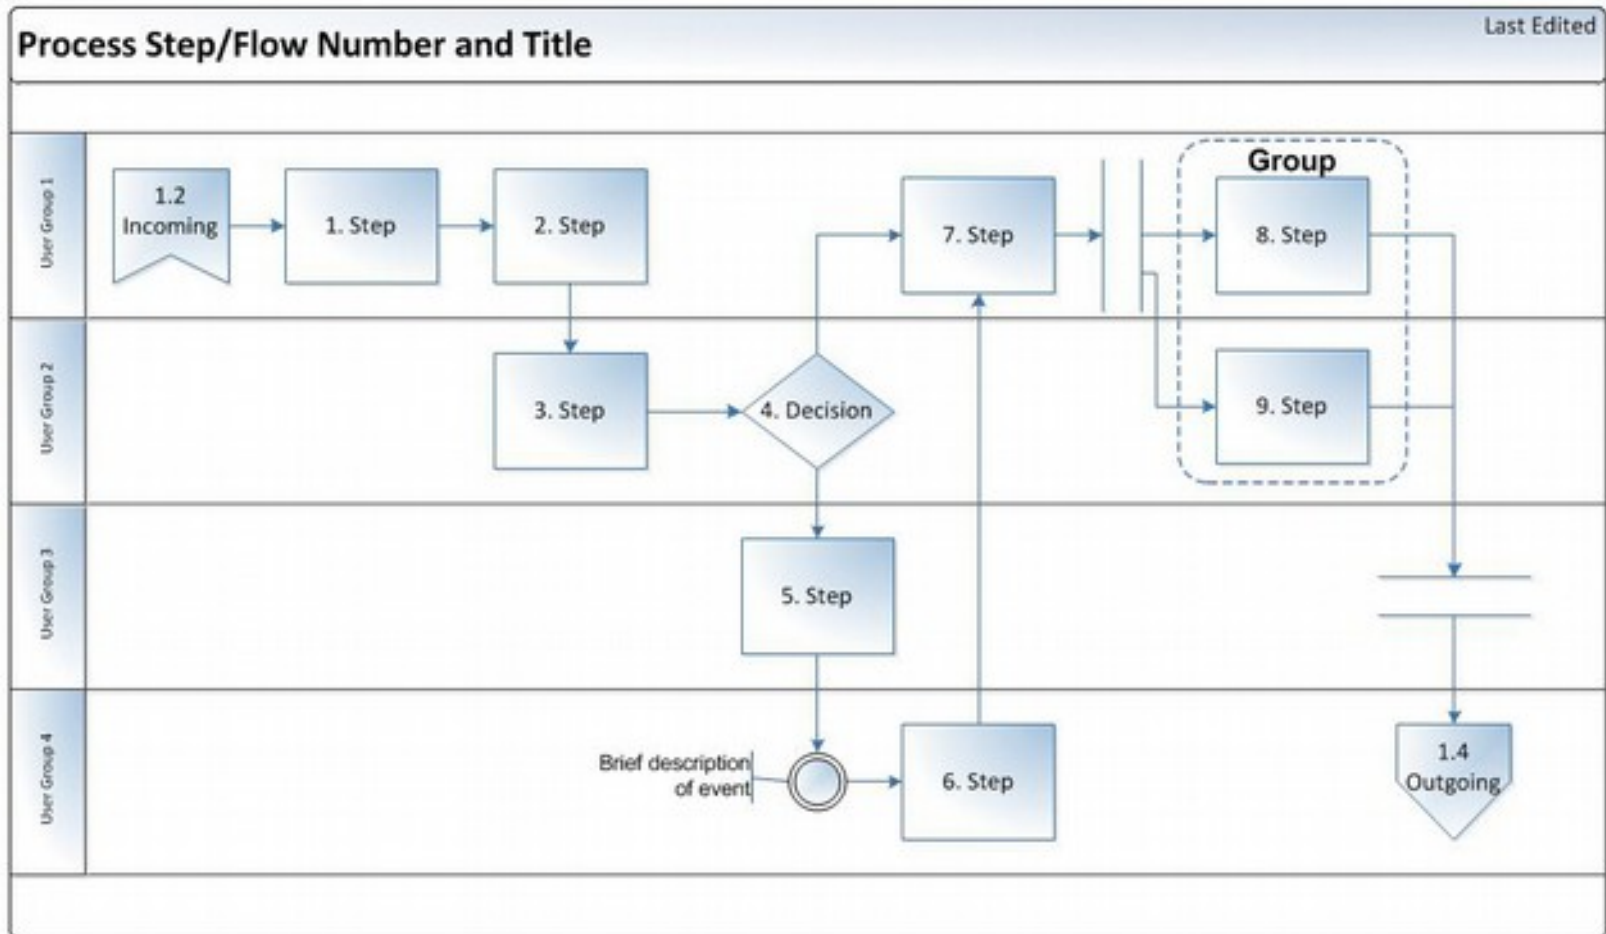 Process Step/Flow Number and Title
Last Edited
User Group 1
1.2
Incoming
1. Step
2. Step
7. Step
Group
8. Step
User Group 2
3. Step
4. Decision
9. Step
User Group 3
5. Step
User Group 4
Brief description
of event
6. Step
1.4
Outgoing